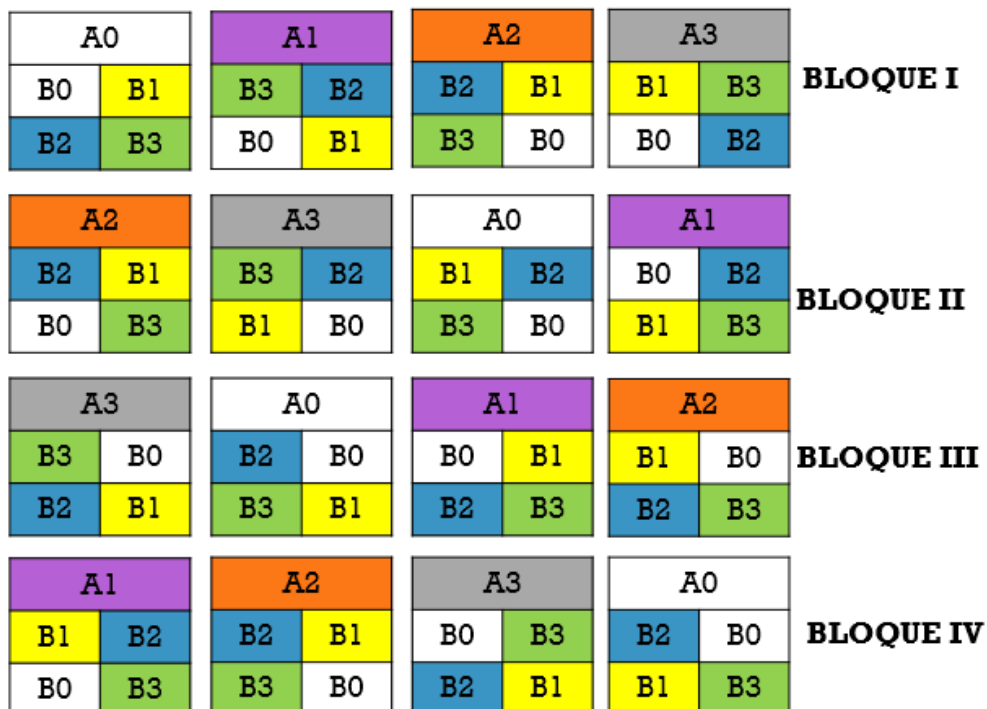 A0 A1 A2 A3
B0 B1 B3 B2 B2 B1 B1 B3 BLOQUE I
B2 B3 B0 B1 B3 B0 B0 B2
A2 A3 A0 A1
B2 B1 B3 B2 B1 B2 B0 B2 BLOQUE II
B0 B3 B1 B0 B3 B0 B1 B3
A3 A0 A1 A2
B3 B0 B2 B0 B0 B1 B1 B0 BLOQUE III
B2 B1 B3 B1 B2 B3 B2 B3
A1 A2 A3 A0
B1 B2 B2 B1 B0 B3 B2 B0 BLOQUE IV
B0 B3 B3 B0 B2 B1 B1 B3